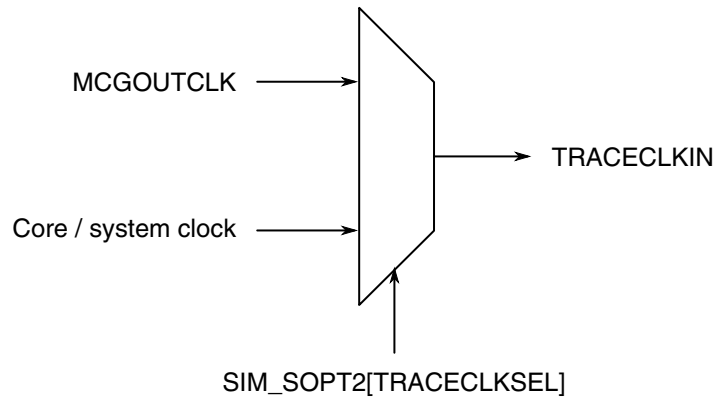 MCGOUTCLK
TRACECLKIN
Core / system clock
SIM_SOPT2[TRACECLKSEL]